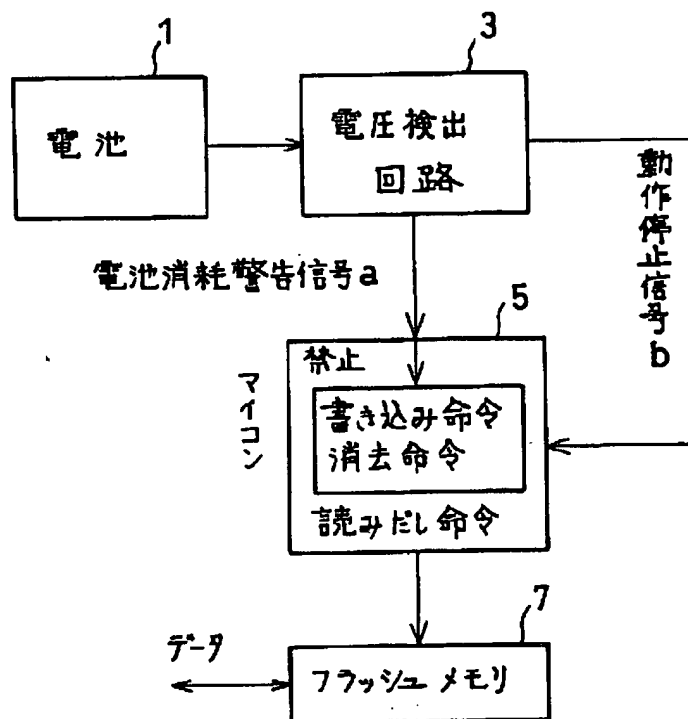 1
電池
3
電圧検出
回路
動作停止信号b
電池消耗警告信号a
5
マイコン
禁止
書き込み命令
消去命令
読みだし命令
7
データ
フラッシュメモリ